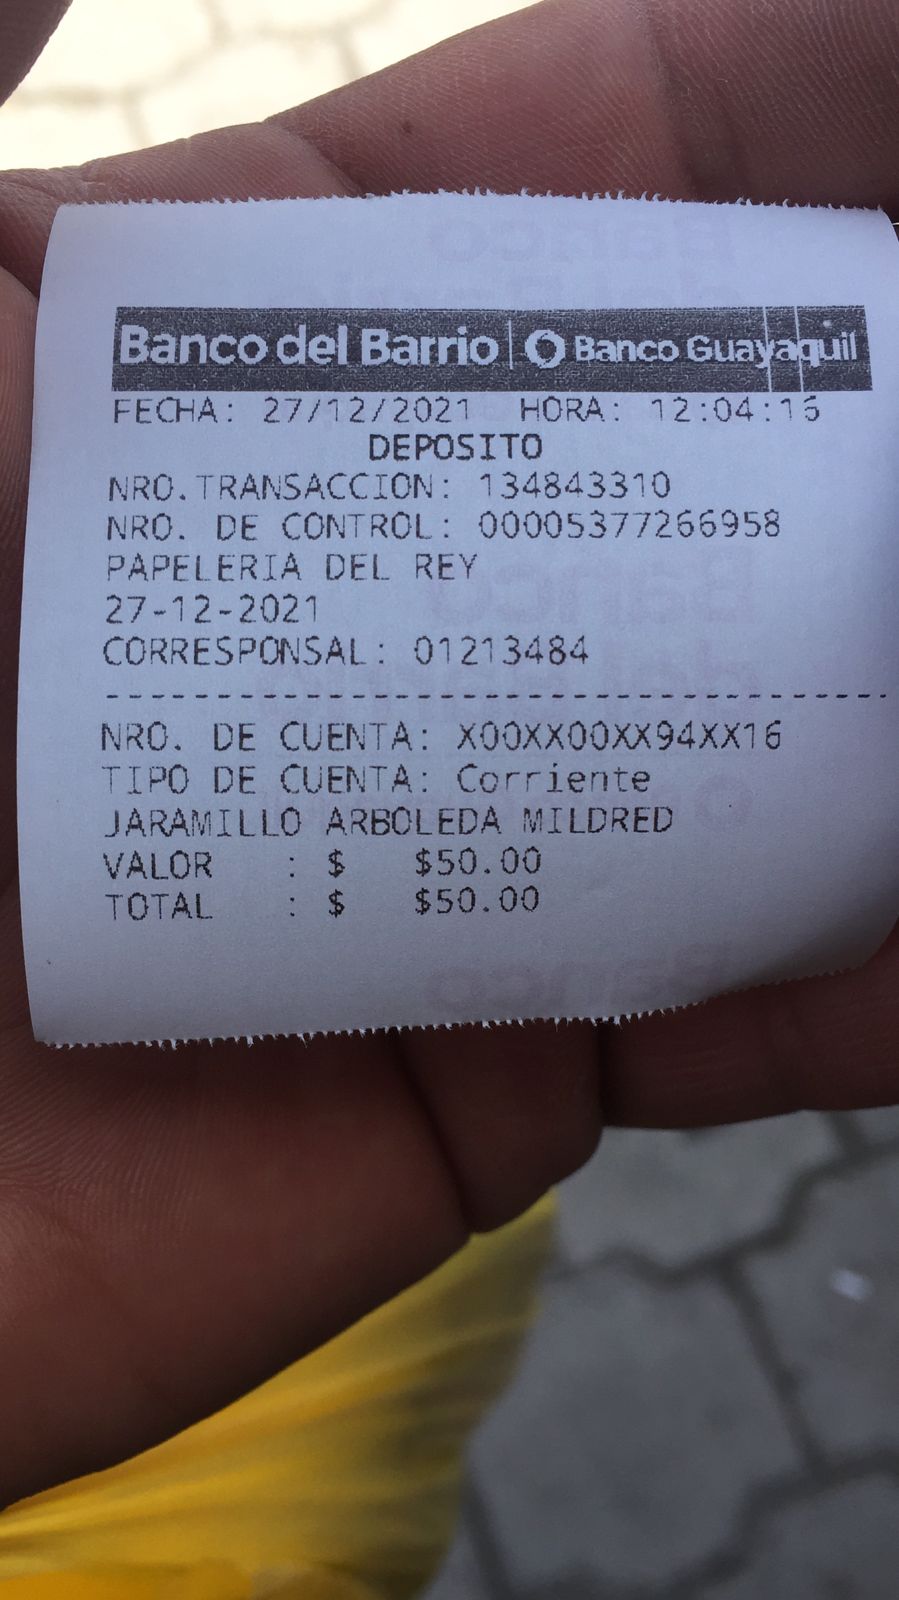 Banco del Barrio | Banco Guayaquil
FECHA: 27/12/2021 HORA: 12:04:16
DEPOSITO
NRO.TRANSACCION: 134843310
NRO. DE CONTROL: 00005377266958
PAPELERIA DEL REY
27-12-2021
CORRESPONSAL: 01213484
--------------------------------------
NRO. DE CUENTA: X00XX00XX94XX16
TIPO DE CUENTA: Corriente
JARAMILLO ARBOLEDA MILDRED
VALOR : $ $50.00
TOTAL : $ $50.00